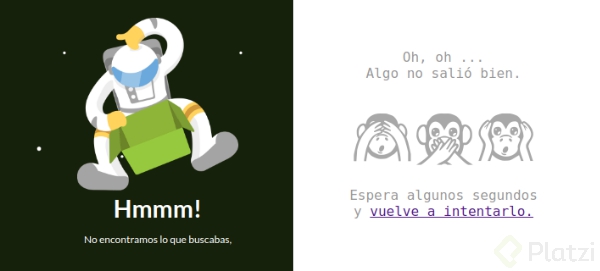 Hmmm!
No encontramos lo que buscabas,
Oh, oh ...
Algo no salió bien.
Espera algunos segundos
y vuelve a intentarlo.
Platzi